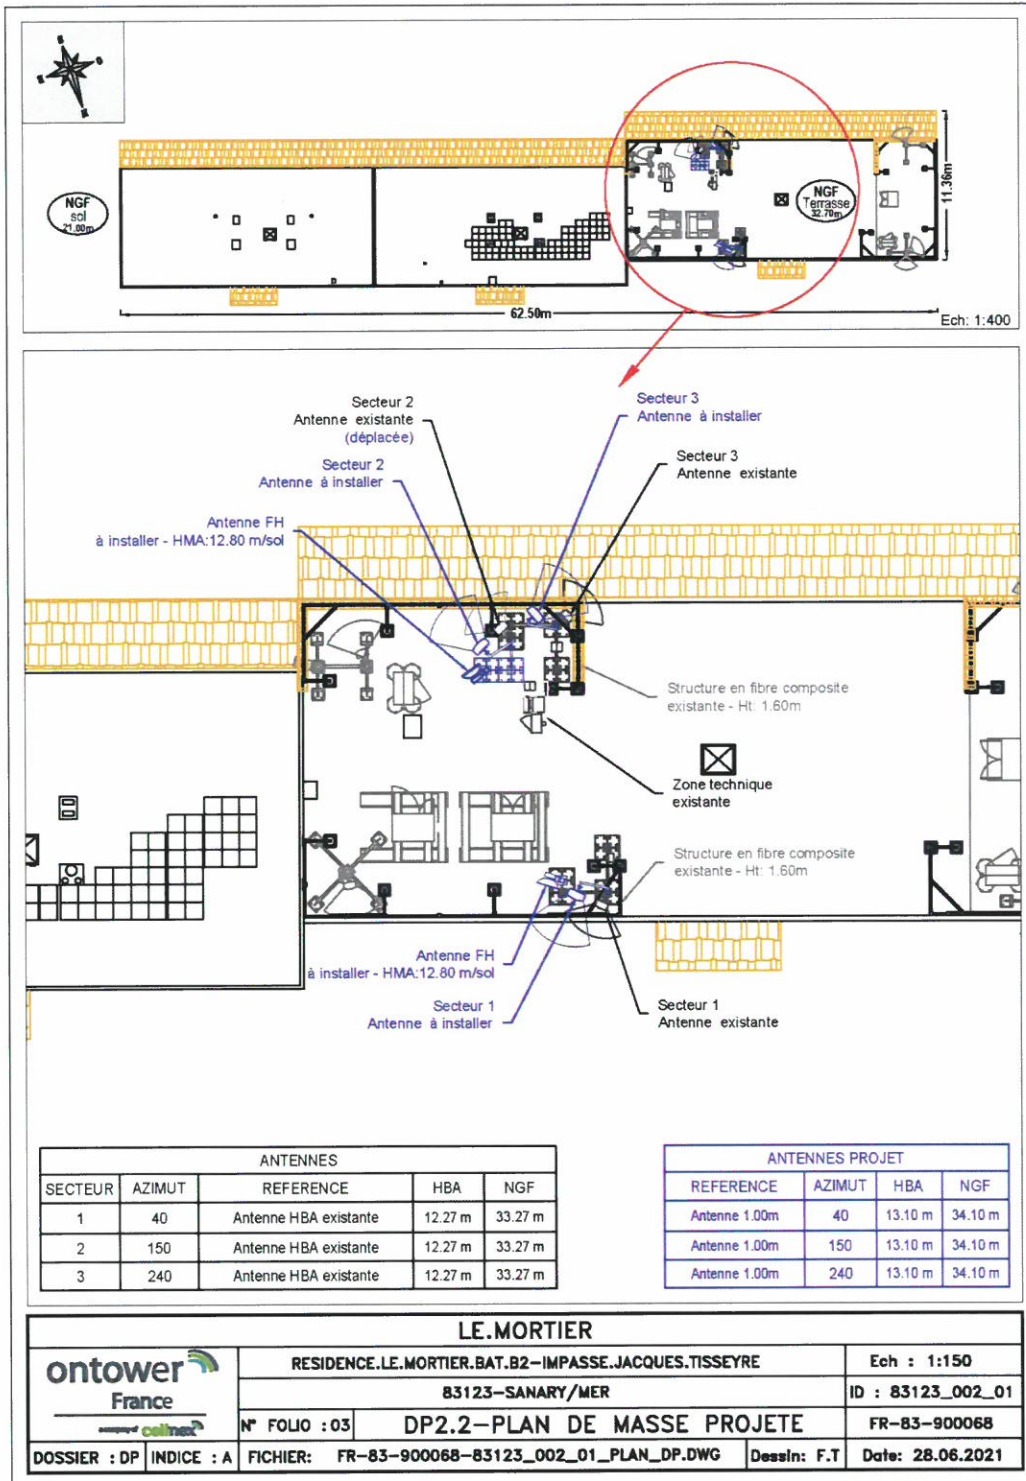 NGF
sol
21.00m
NGF
Terrasse
32.70m
11.36m
62.50m
Ech: 1:400
Secteur 2
Antenne existante
(déplacée)
Secteur 3
Antenne à installer
Secteur 2
Antenne à installer
Secteur 3
Antenne existante
Antenne FH
à installer - HMA:12.80 m/sol
Structure en fibre composite
existante - Ht: 1.60m
Zone technique
existante
Structure en fibre composite
existante - Ht: 1.60m
Antenne FH
à installer - HMA:12.80 m/sol
Secteur 1
Antenne à installer
Secteur 1
Antenne existante
ANTENNES
SECTEUR AZIMUT REFERENCE HBA NGF
1 40 Antenne HBA existante 12.27 m 33.27 m
2 150 Antenne HBA existante 12.27 m 33.27 m
3 240 Antenne HBA existante 12.27 m 33.27 m
ANTENNES PROJET
REFERENCE AZIMUT HBA NGF
Antenne 1.00m 40 13.10 m 34.10 m
Antenne 1.00m 150 13.10 m 34.10 m
Antenne 1.00m 240 13.10 m 34.10 m
LE.MORTIER
ontower
France
cellnex
RESIDENCE.LE.MORTIER.BAT.B2-IMPASSE.JACQUES.TISSEYRE
Ech : 1:150
83123-SANARY/MER
ID : 83123_002_01
N° FOLIO : 03
DP2.2-PLAN DE MASSE PROJETE
FR-83-900068
DOSSIER : DP
INDICE : A
FICHIER: FR-83-900068-83123_002_01_PLAN_DP.DWG
Dessin: F.T
Date: 28.06.2021